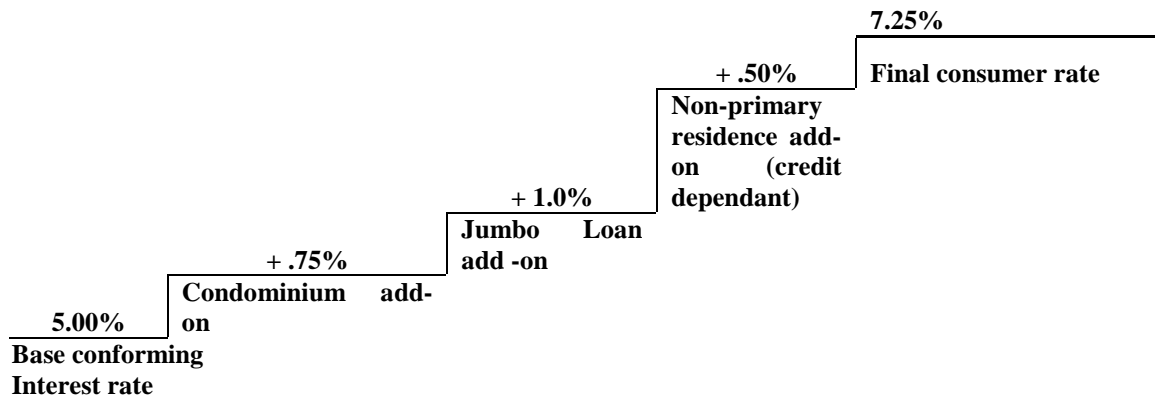 5.00%
Base conforming
Interest rate
+ .75%
Condominium add-
on
+ 1.0%
Jumbo Loan
add -on
+ .50%
Non-primary
residence add-
on (credit
dependant)
7.25%
Final consumer rate